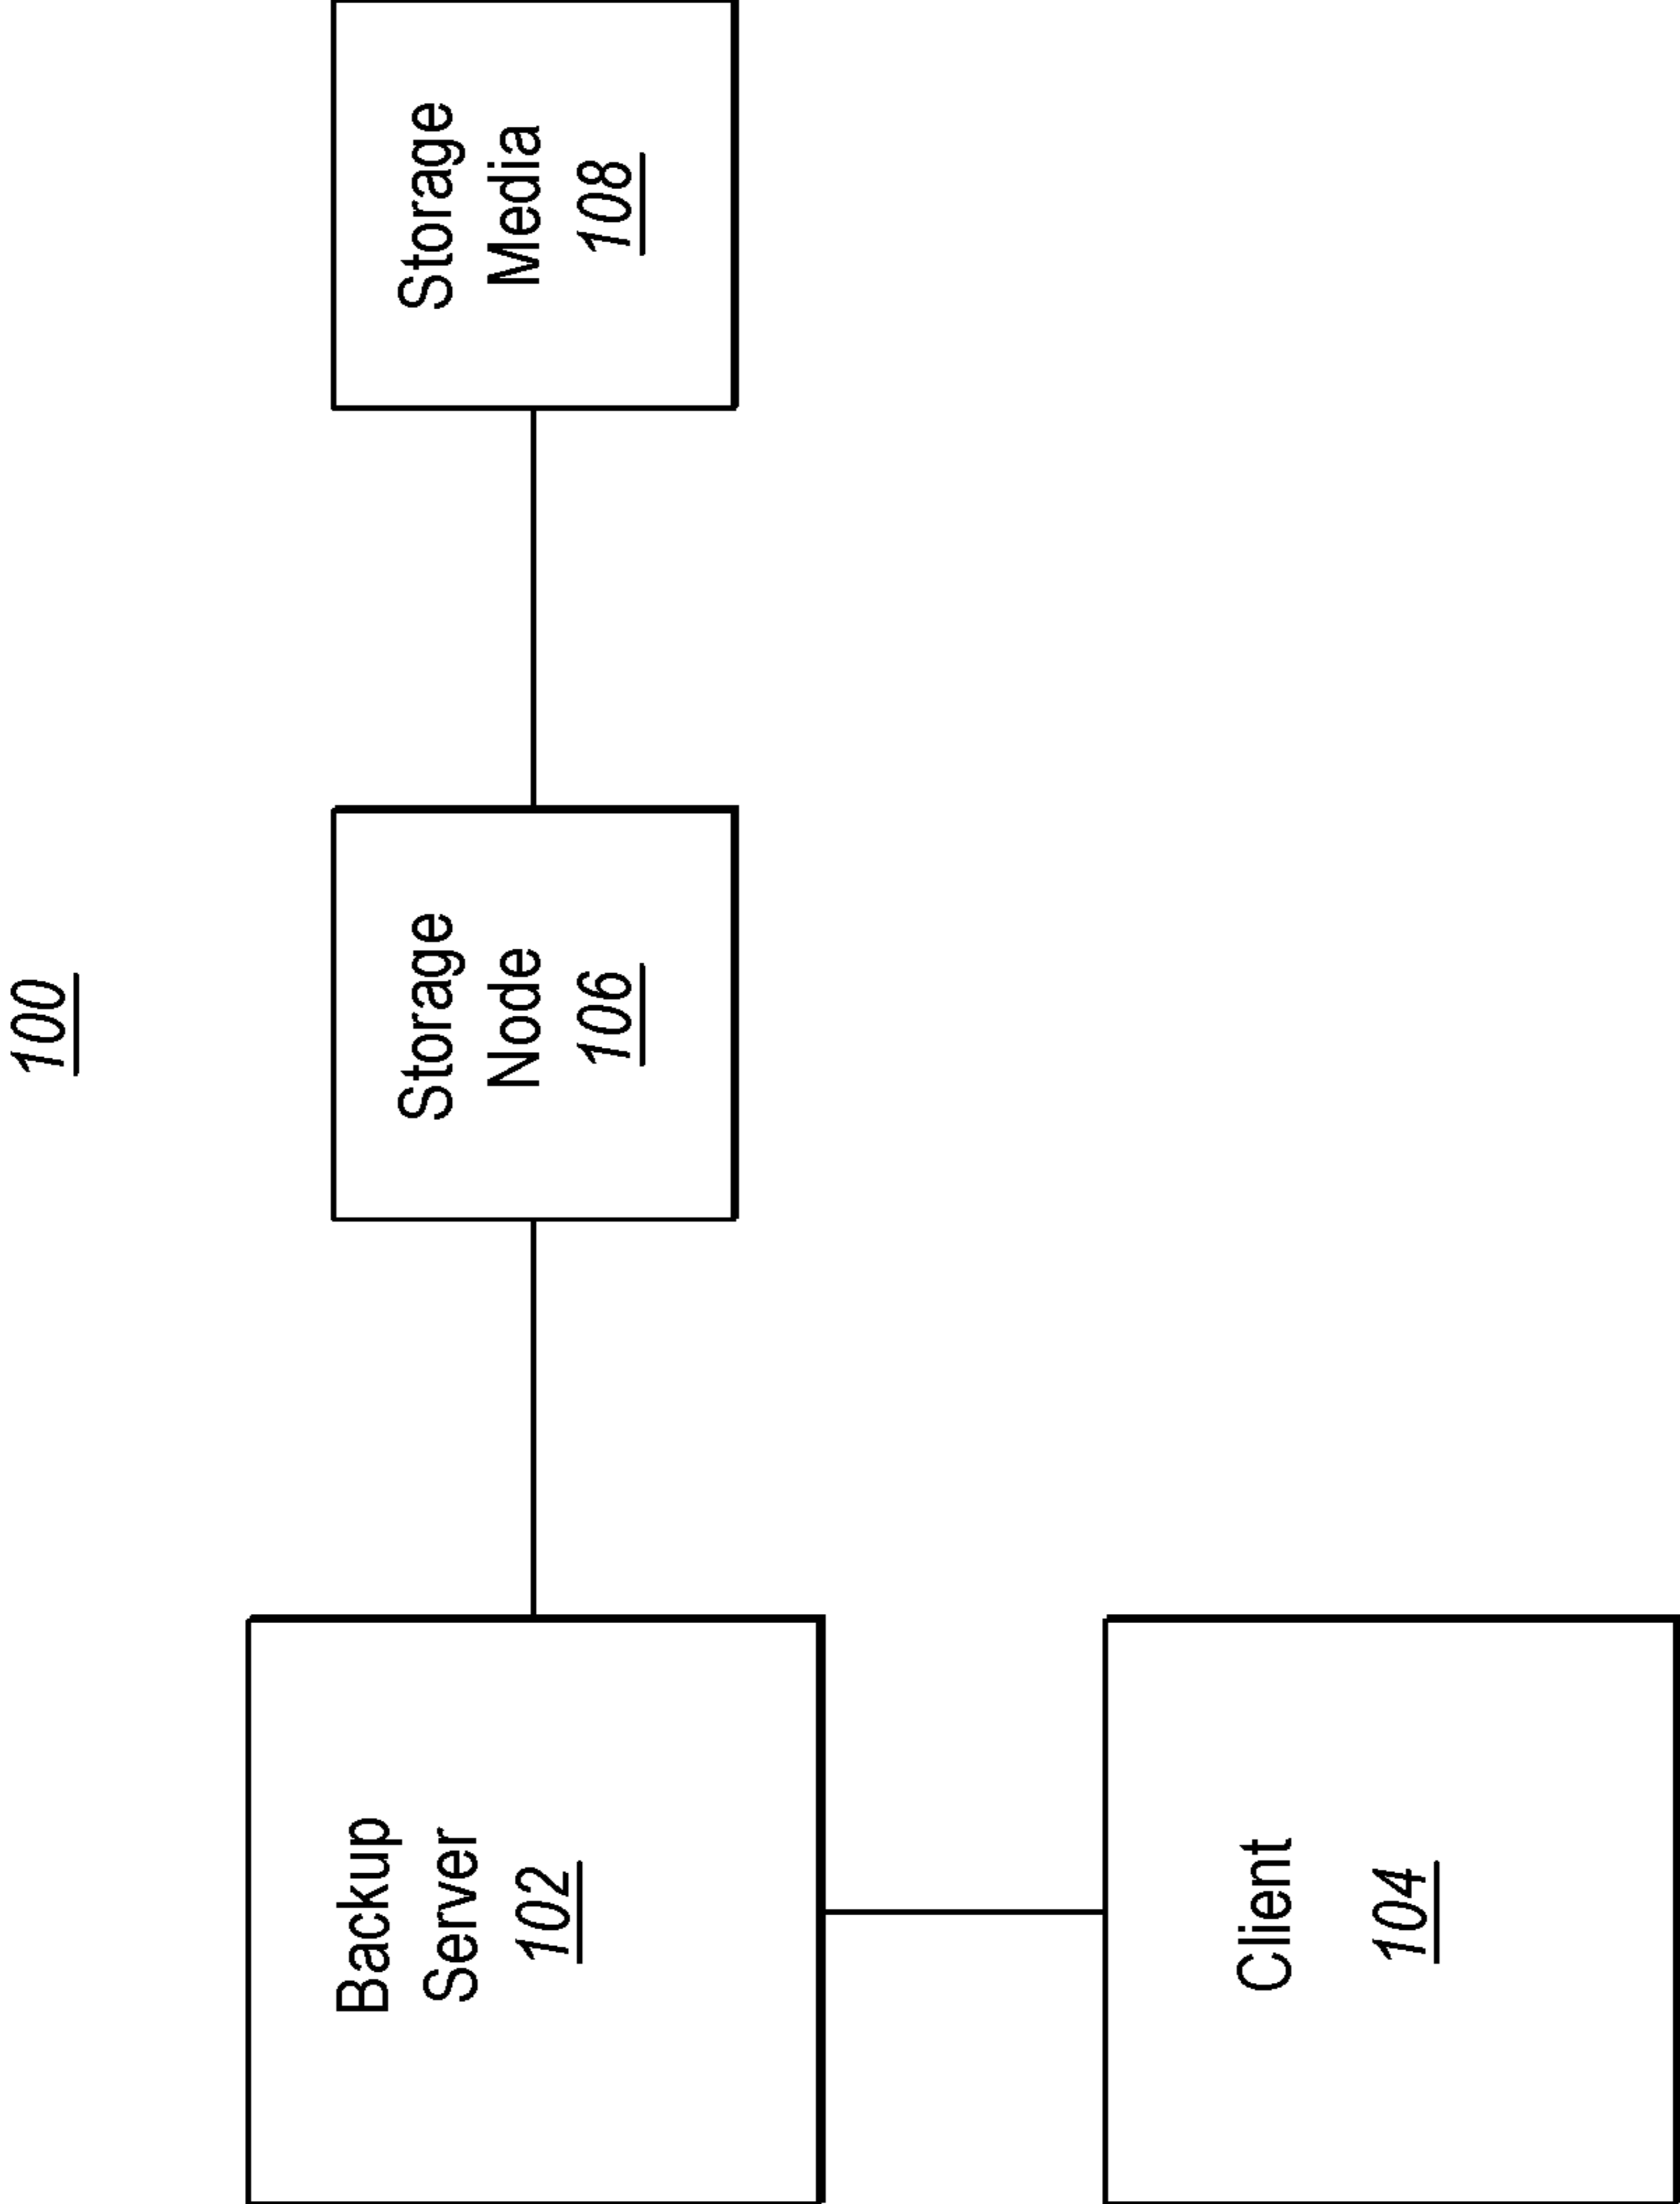 100
Backup
Server
102
Storage
Node
106
Storage
Media
108
Client
104